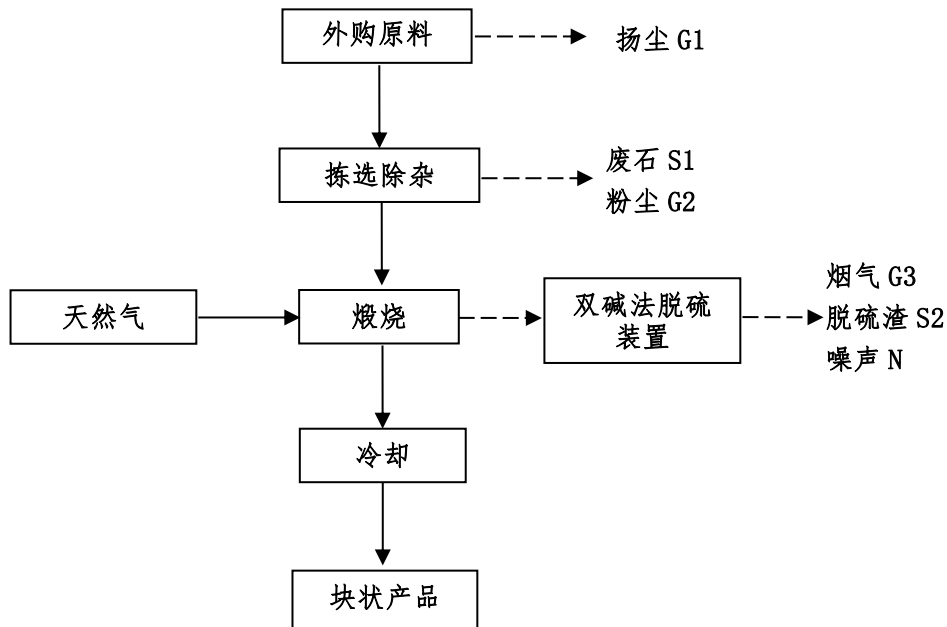 外购原料
扬尘 G1
拣选除杂
废石 S1
粉尘 G2
天然气
煅烧
双碱法脱硫
装置
烟气 G3
脱硫渣 S2
噪声 N
冷却
块状产品